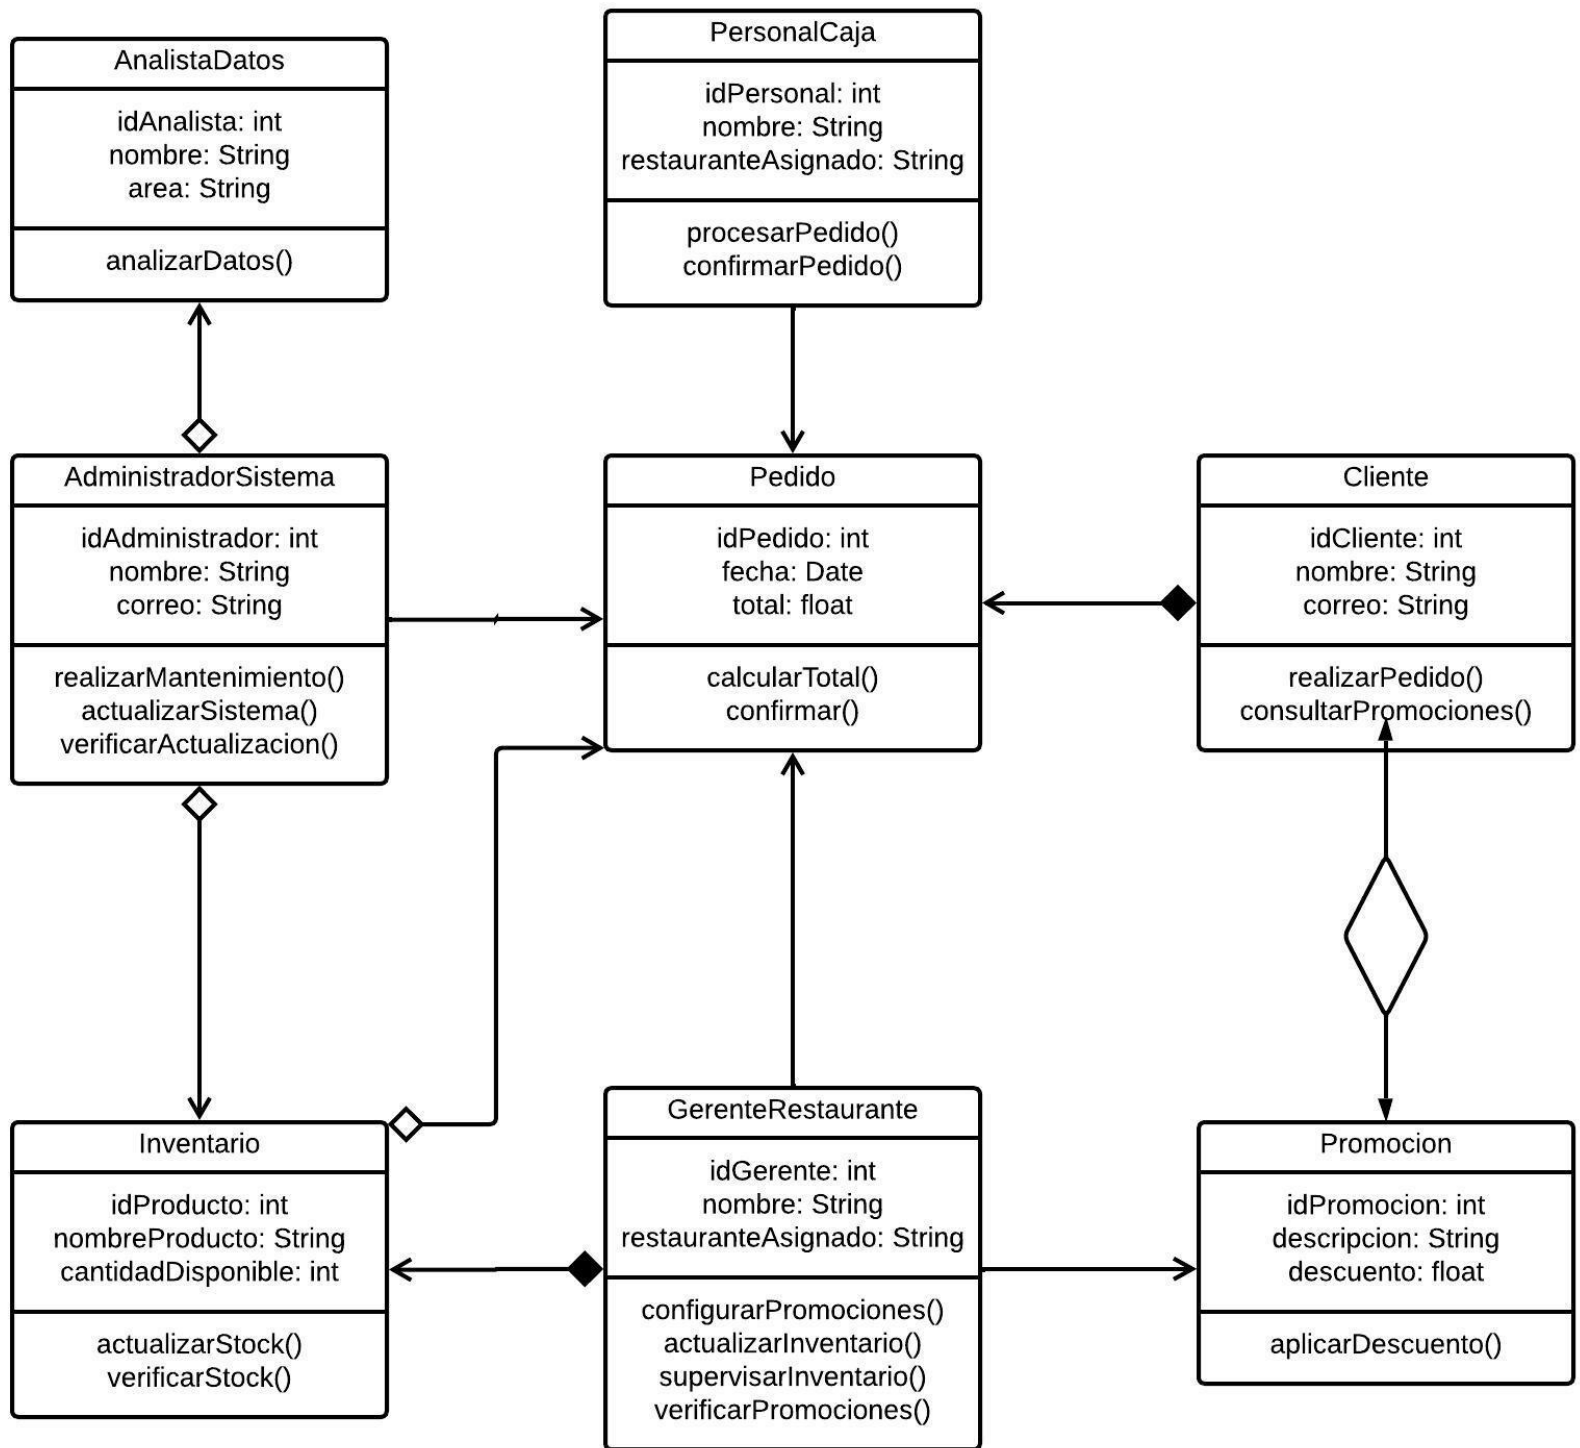 AnalistaDatos
idAnalista: int
nombre: String
area: String
analizarDatos()
PersonalCaja
idPersonal: int
nombre: String
restauranteAsignado: String
procesarPedido()
confirmarPedido()
AdministradorSistema
idAdministrador: int
nombre: String
correo: String
realizarMantenimiento()
actualizarSistema()
verificarActualizacion()
Pedido
idPedido: int
fecha: Date
total: float
calcularTotal()
confirmar()
Cliente
idCliente: int
nombre: String
correo: String
realizarPedido()
consultarPromociones()
Inventario
idProducto: int
nombreProducto: String
cantidadDisponible: int
actualizarStock()
verificarStock()
GerenteRestaurante
idGerente: int
nombre: String
restauranteAsignado: String
configurarPromociones()
actualizarInventario()
supervisarInventario()
verificarPromociones()
Promocion
idPromocion: int
descripcion: String
descuento: float
aplicarDescuento()